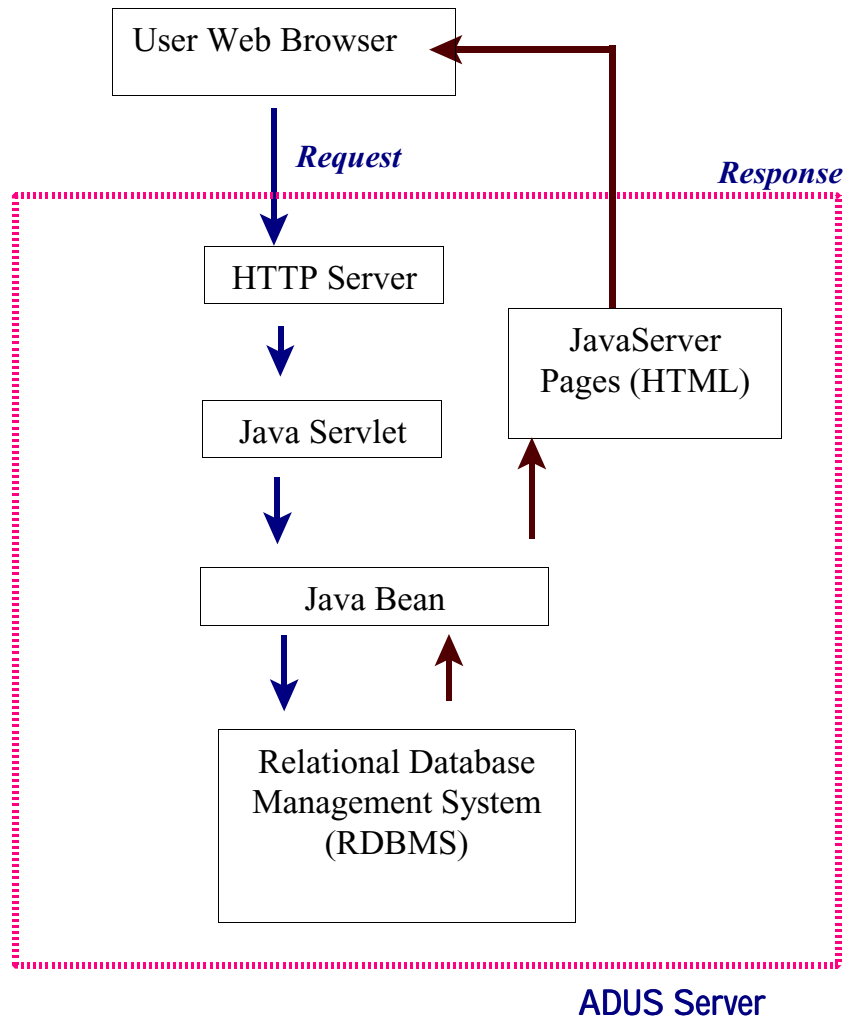 User Web Browser
Request
Response
HTTP Server
JavaServer
Pages (HTML)
Java Servlet
Java Bean
Relational Database
Management System
(RDBMS)
ADUS Server